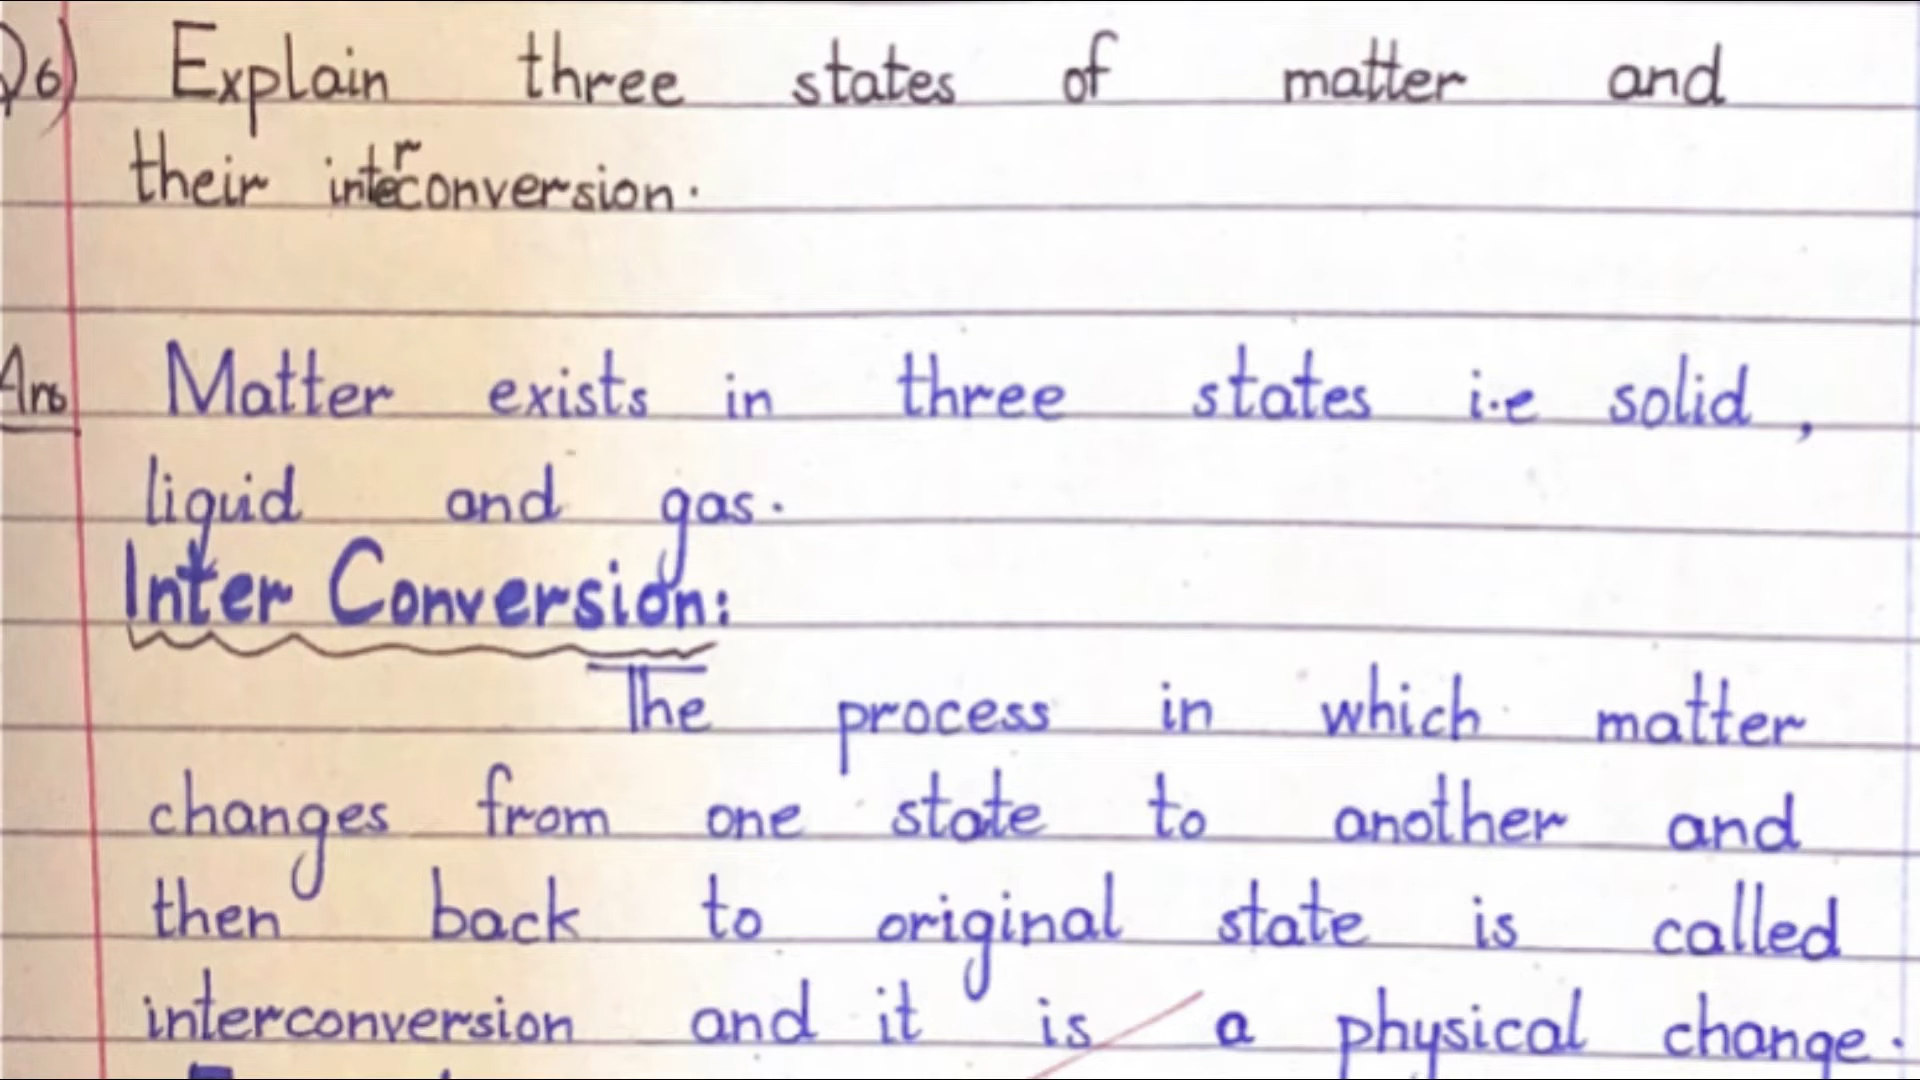 Q6) Explain three states of matter and
their interconversion.
Ans Matter exists in three states i.e solid,
liquid and gas.
Inter Conversion:
The process in which matter
changes from one state to another and
then back to original state is called
interconversion and it is a physical change.